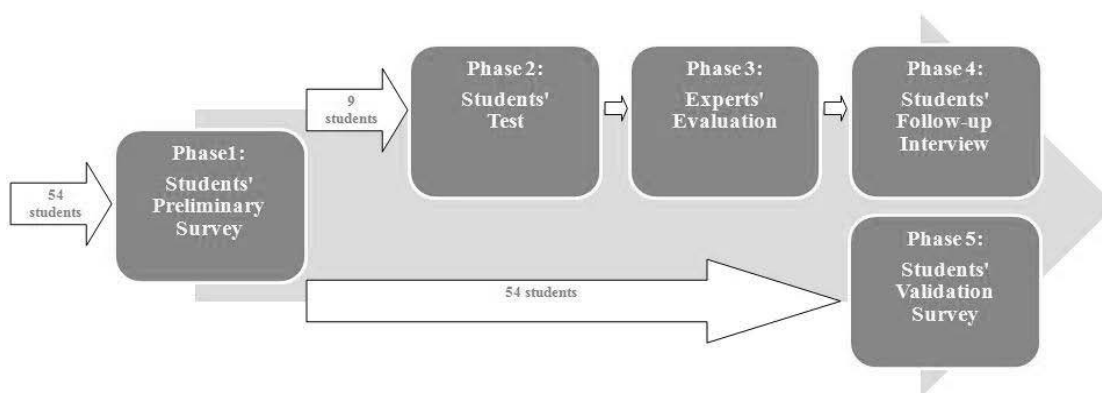 54
students
Phase1:
Students'
Preliminary
Survey
9
students
Phase 2:
Students'
Test
Phase 3:
Experts'
Evaluation
Phase 4:
Students'
Follow-up
Interview
54 students
Phase 5:
Students'
Validation
Survey